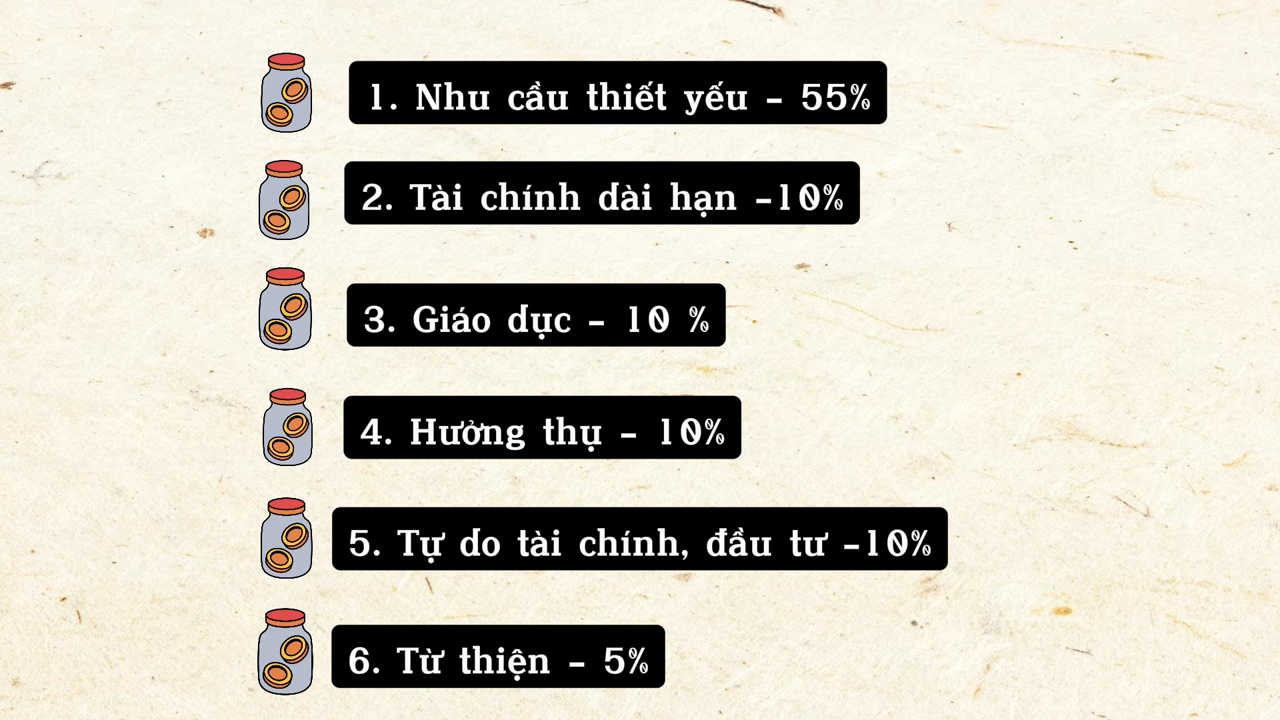 1. Nhu cầu thiết yếu - 55%
2. Tài chính dài hạn -10%
3. Giáo dục - 10 %
4. Hưởng thụ - 10%
5. Tự do tài chính, đầu tư -10%
6. Từ thiện - 5%